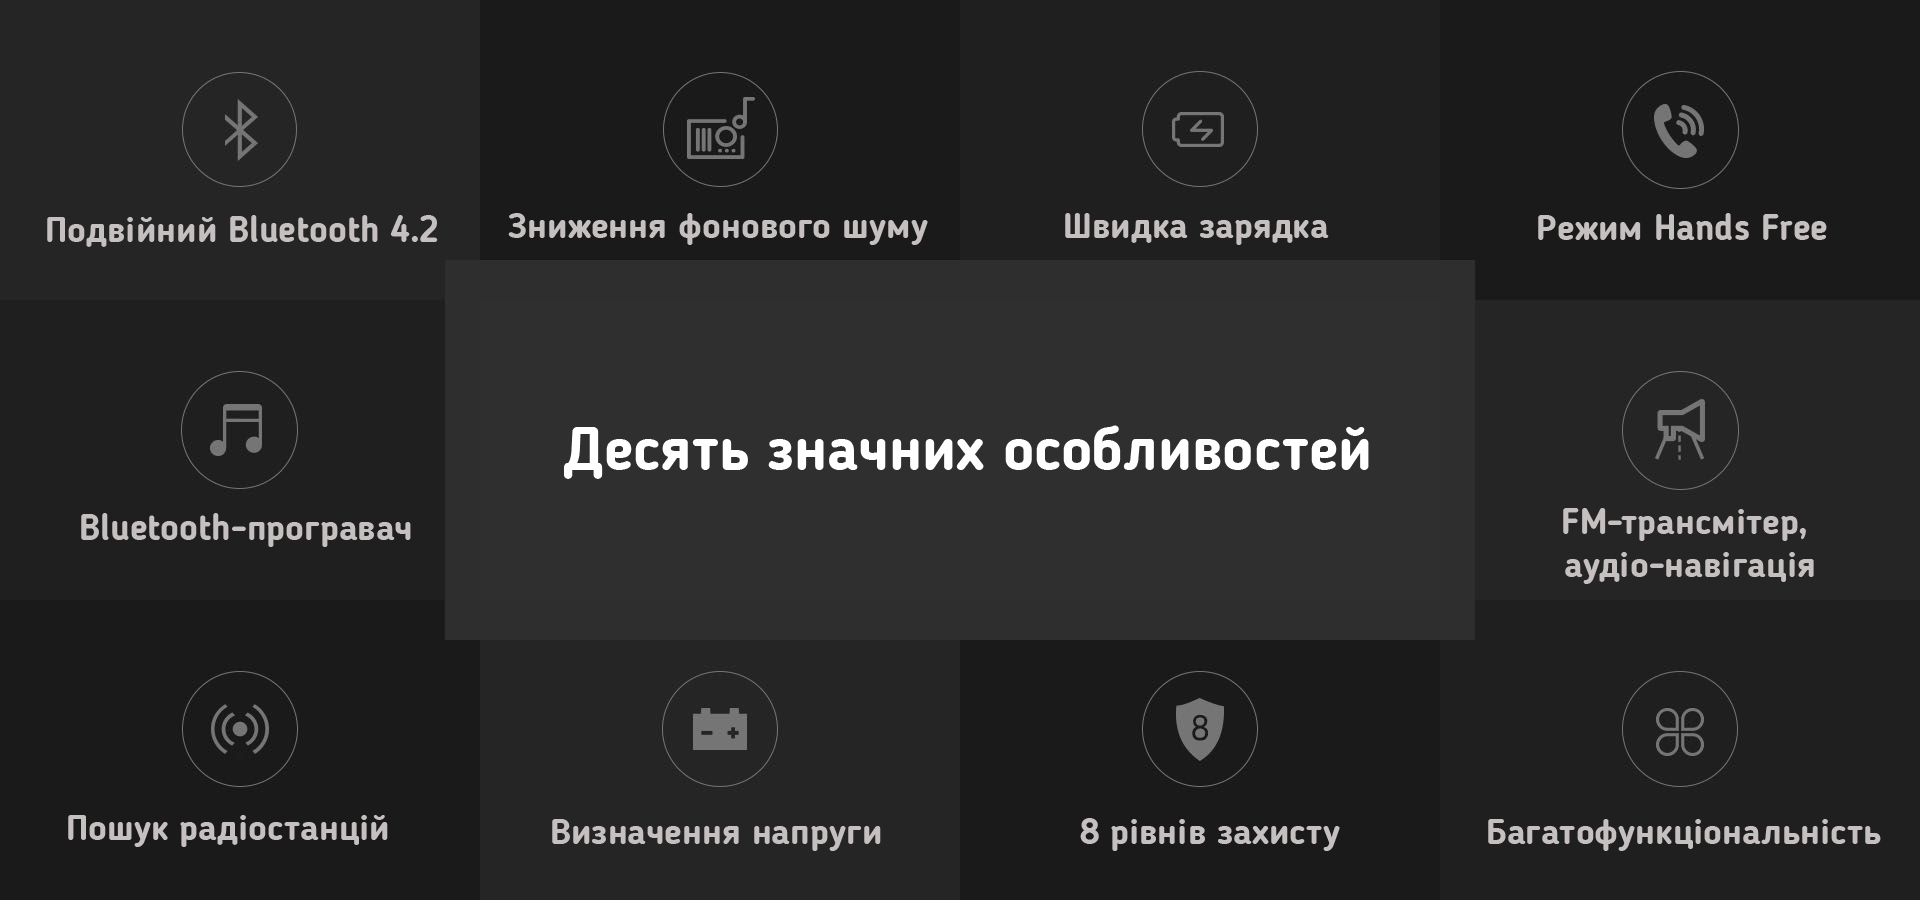 Подвійний Bluetooth 4.2
Зниження фонового шуму
Швидка зарядка
Режим Hands Free
Bluetooth-програвач
Десять значних особливостей
FM-трансмітер,
аудіо-навігація
Пошук радіостанцій
Визначення напруги
8
8 рівнів захисту
Багатофункціональність